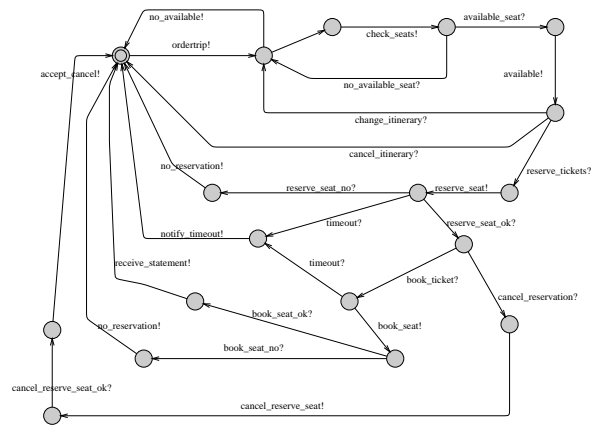 no_available!
available_seat?
check_seats!
ordertrip?
accept_cancel!
available!
no_available_seat?
change_itinerary?
cancel_itinerary?
no_reservation!
reserve_tickets?
reserve_seat_no?
reserve_seat!
timeout?
reserve_seat_ok?
notify_timeout!
receive_statement!
timeout?
book_ticket?
cancel_reservation?
book_seat_ok?
no_reservation!
book_seat!
book_seat_no?
cancel_reserve_seat_ok?
cancel_reserve_seat!